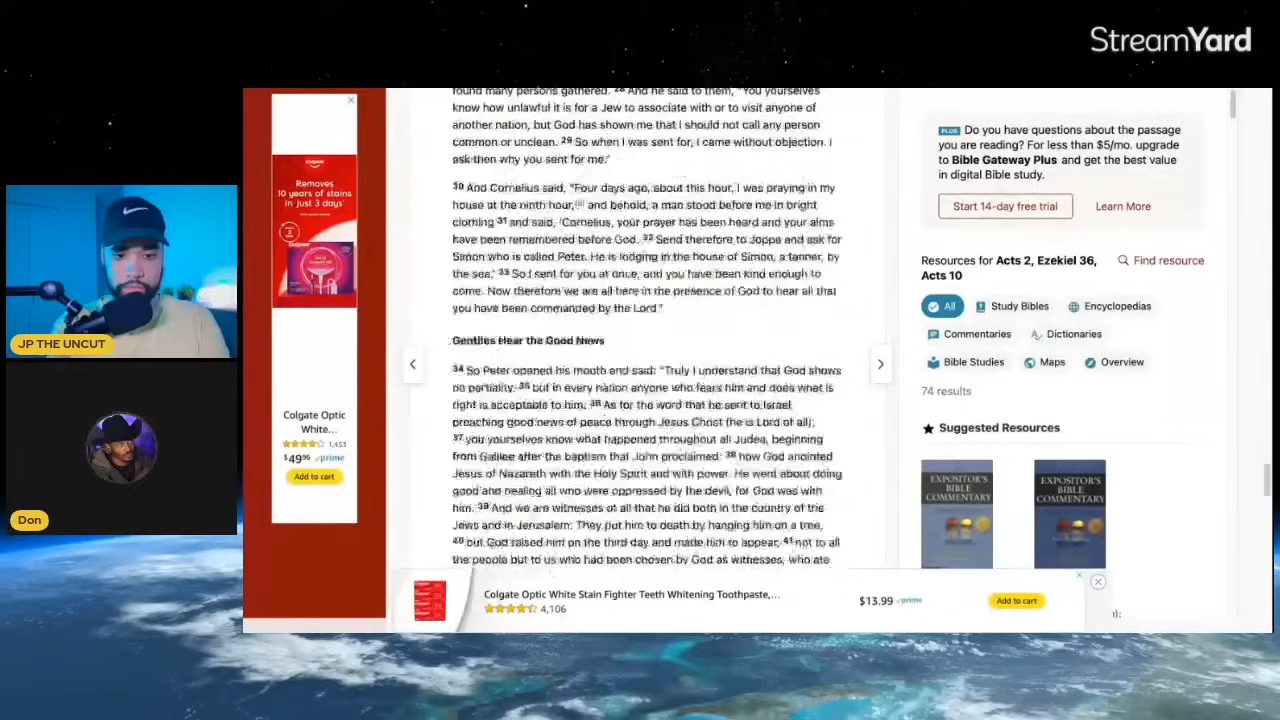 StreamYard
JP THE UNCUT
Don
Colgate
Removes
10 years of stains
in just 3 days
Colgate Optic
White...
1,453
$49.96 prime
Add to cart
found many persons gathered. 28 And he said to them, "You yourselves
know how unlawful it is for a Jew to associate with or to visit anyone of
another nation, but God has shown me that I should not call any person
common or unclean. 29 So when I was sent for, I came without objection. I
ask then why you sent for me."
30 And Cornelius said, "Four days ago, about this hour, I was praying in my
house at the ninth hour, and behold, a man stood before me in bright
clothing 31 and said, 'Cornelius, your prayer has been heard and your alms
have been remembered before God. 32 Send therefore to Joppa and ask for
Simon who is called Peter. He is lodging in the house of Simon, a tanner, by
the sea.' 33 So I sent for you at once, and you have been kind enough to
come. Now therefore we are all here in the presence of God to hear all that
you have been commanded by the Lord."
Gentiles Hear the Good News
34 So Peter opened his mouth and said: "Truly I understand that God shows
no partiality, 35 but in every nation anyone who fears him and does what is
right is acceptable to him. 36 As for the word that he sent to Israel,
preaching good news of peace through Jesus Christ (he is Lord of all),
37 you yourselves know what happened throughout all Judea, beginning
from Galilee after the baptism that John proclaimed: 38 how God anointed
Jesus of Nazareth with the Holy Spirit and with power. He went about doing
good and healing all who were oppressed by the devil, for God was with
him. 39 And we are witnesses of all that he did both in the country of the
Jews and in Jerusalem. They put him to death by hanging him on a tree,
40 but God raised him on the third day and made him to appear, 41 not to all
the people but to us who had been chosen by God as witnesses, who ate
PLUS Do you have questions about the passage
you are reading? For less than $5/mo. upgrade
to Bible Gateway Plus and get the best value
in digital Bible study.
Start 14-day free trial
Learn More
Resources for Acts 2, Ezekiel 36,
Acts 10
Find resource
All
Study Bibles
Encyclopedias
Commentaries
Dictionaries
Bible Studies
Maps
Overview
74 results
Suggested Resources
EXPOSITOR'S
BIBLE
COMMENTARY
EXPOSITOR'S
BIBLE
COMMENTARY
Colgate Optic White Stain Fighter Teeth Whitening Toothpaste,...
4,106
$13.99 prime
Add to cart